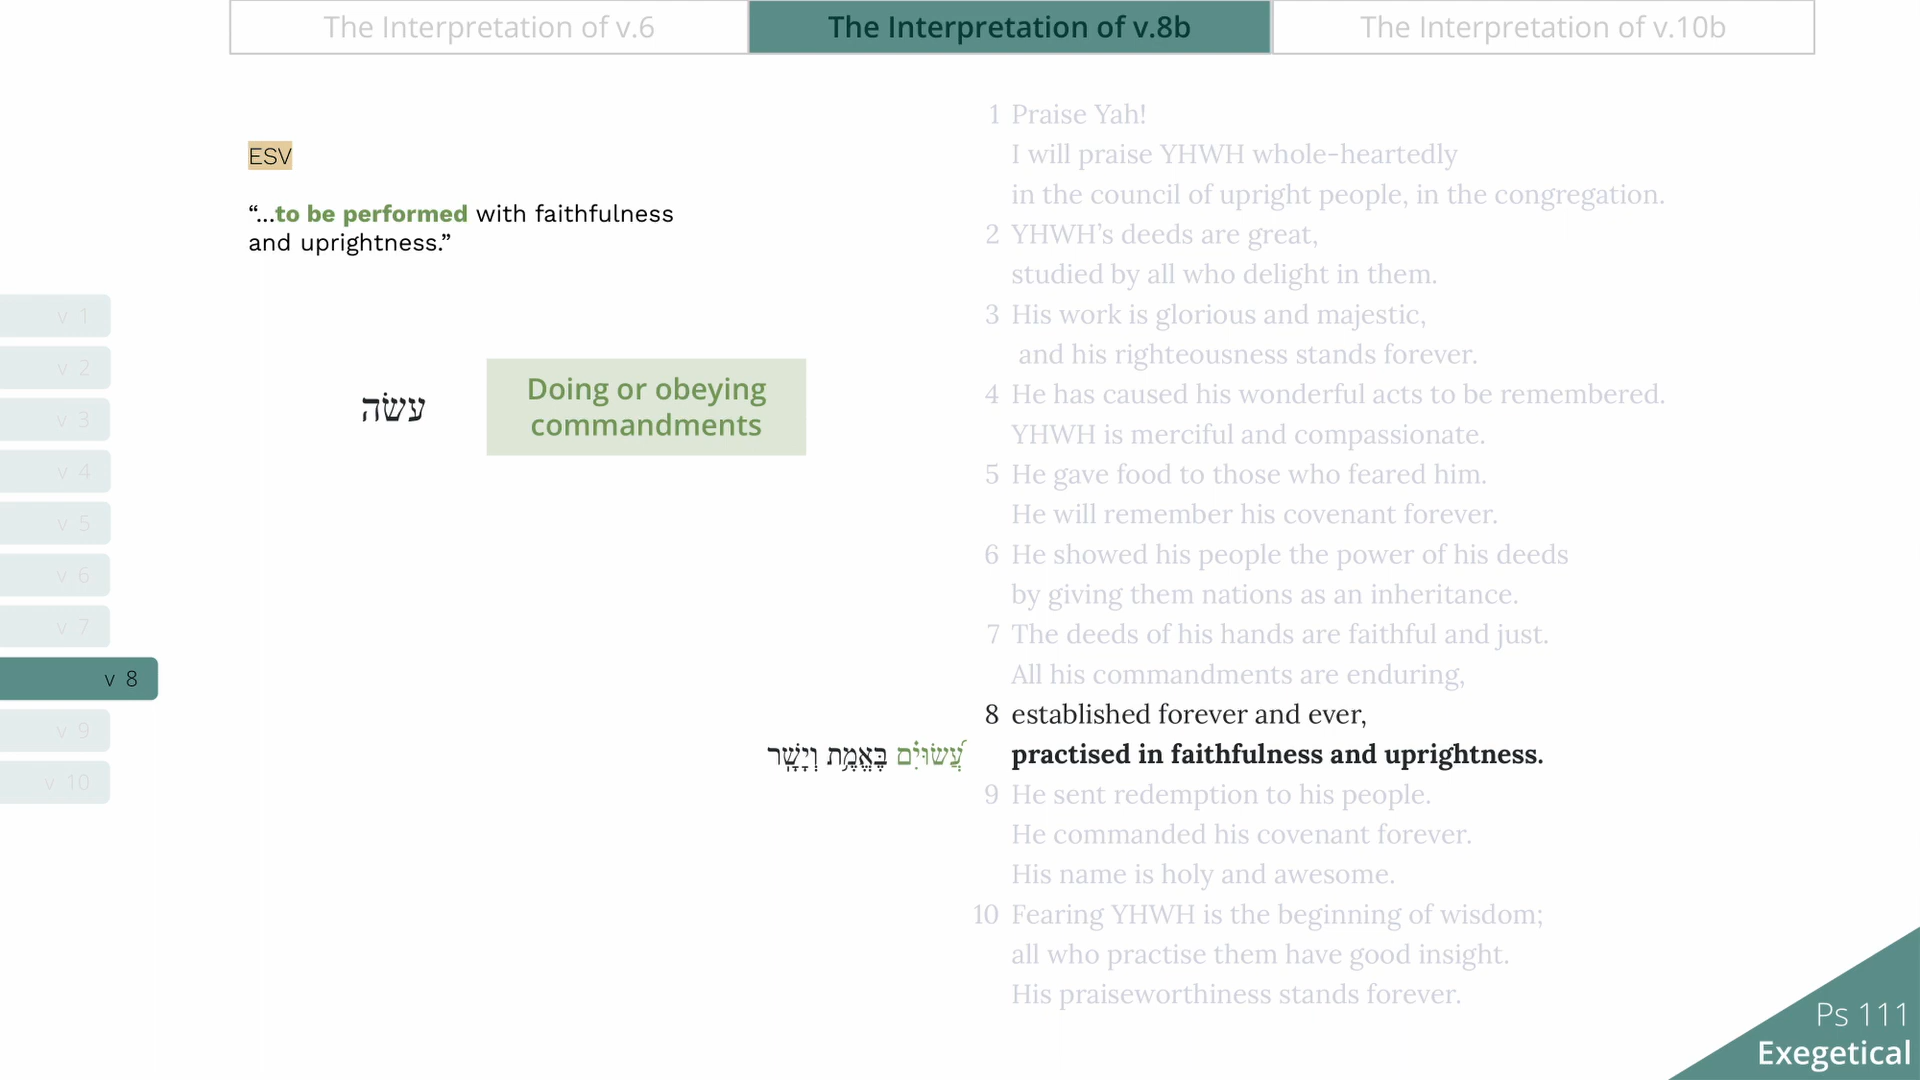 The Interpretation of v.6
The Interpretation of v.8b
The Interpretation of v.10b
ESV
“...to be performed with faithfulness
and uprightness.”
עשׂה
Doing or obeying
commandments
v 1
v 2
v 3
v 4
v 5
v 6
v 7
v 8
v 9
v 10
1 Praise Yah!
I will praise YHWH whole-heartedly
in the council of upright people, in the congregation.
2 YHWH’s deeds are great,
studied by all who delight in them.
3 His work is glorious and majestic,
and his righteousness stands forever.
4 He has caused his wonderful acts to be remembered.
YHWH is merciful and compassionate.
5 He gave food to those who feared him.
He will remember his covenant forever.
6 He showed his people the power of his deeds
by giving them nations as an inheritance.
7 The deeds of his hands are faithful and just.
All his commandments are enduring,
8 established forever and ever,
עֲ֝שׂוּיִ֗ם בֶּאֱמֶ֥ת וְיָשָֽׁר
practised in faithfulness and uprightness.
9 He sent redemption to his people.
He commanded his covenant forever.
His name is holy and awesome.
10 Fearing YHWH is the beginning of wisdom;
all who practise them have good insight.
His praiseworthiness stands forever.
Ps 111
Exegetical